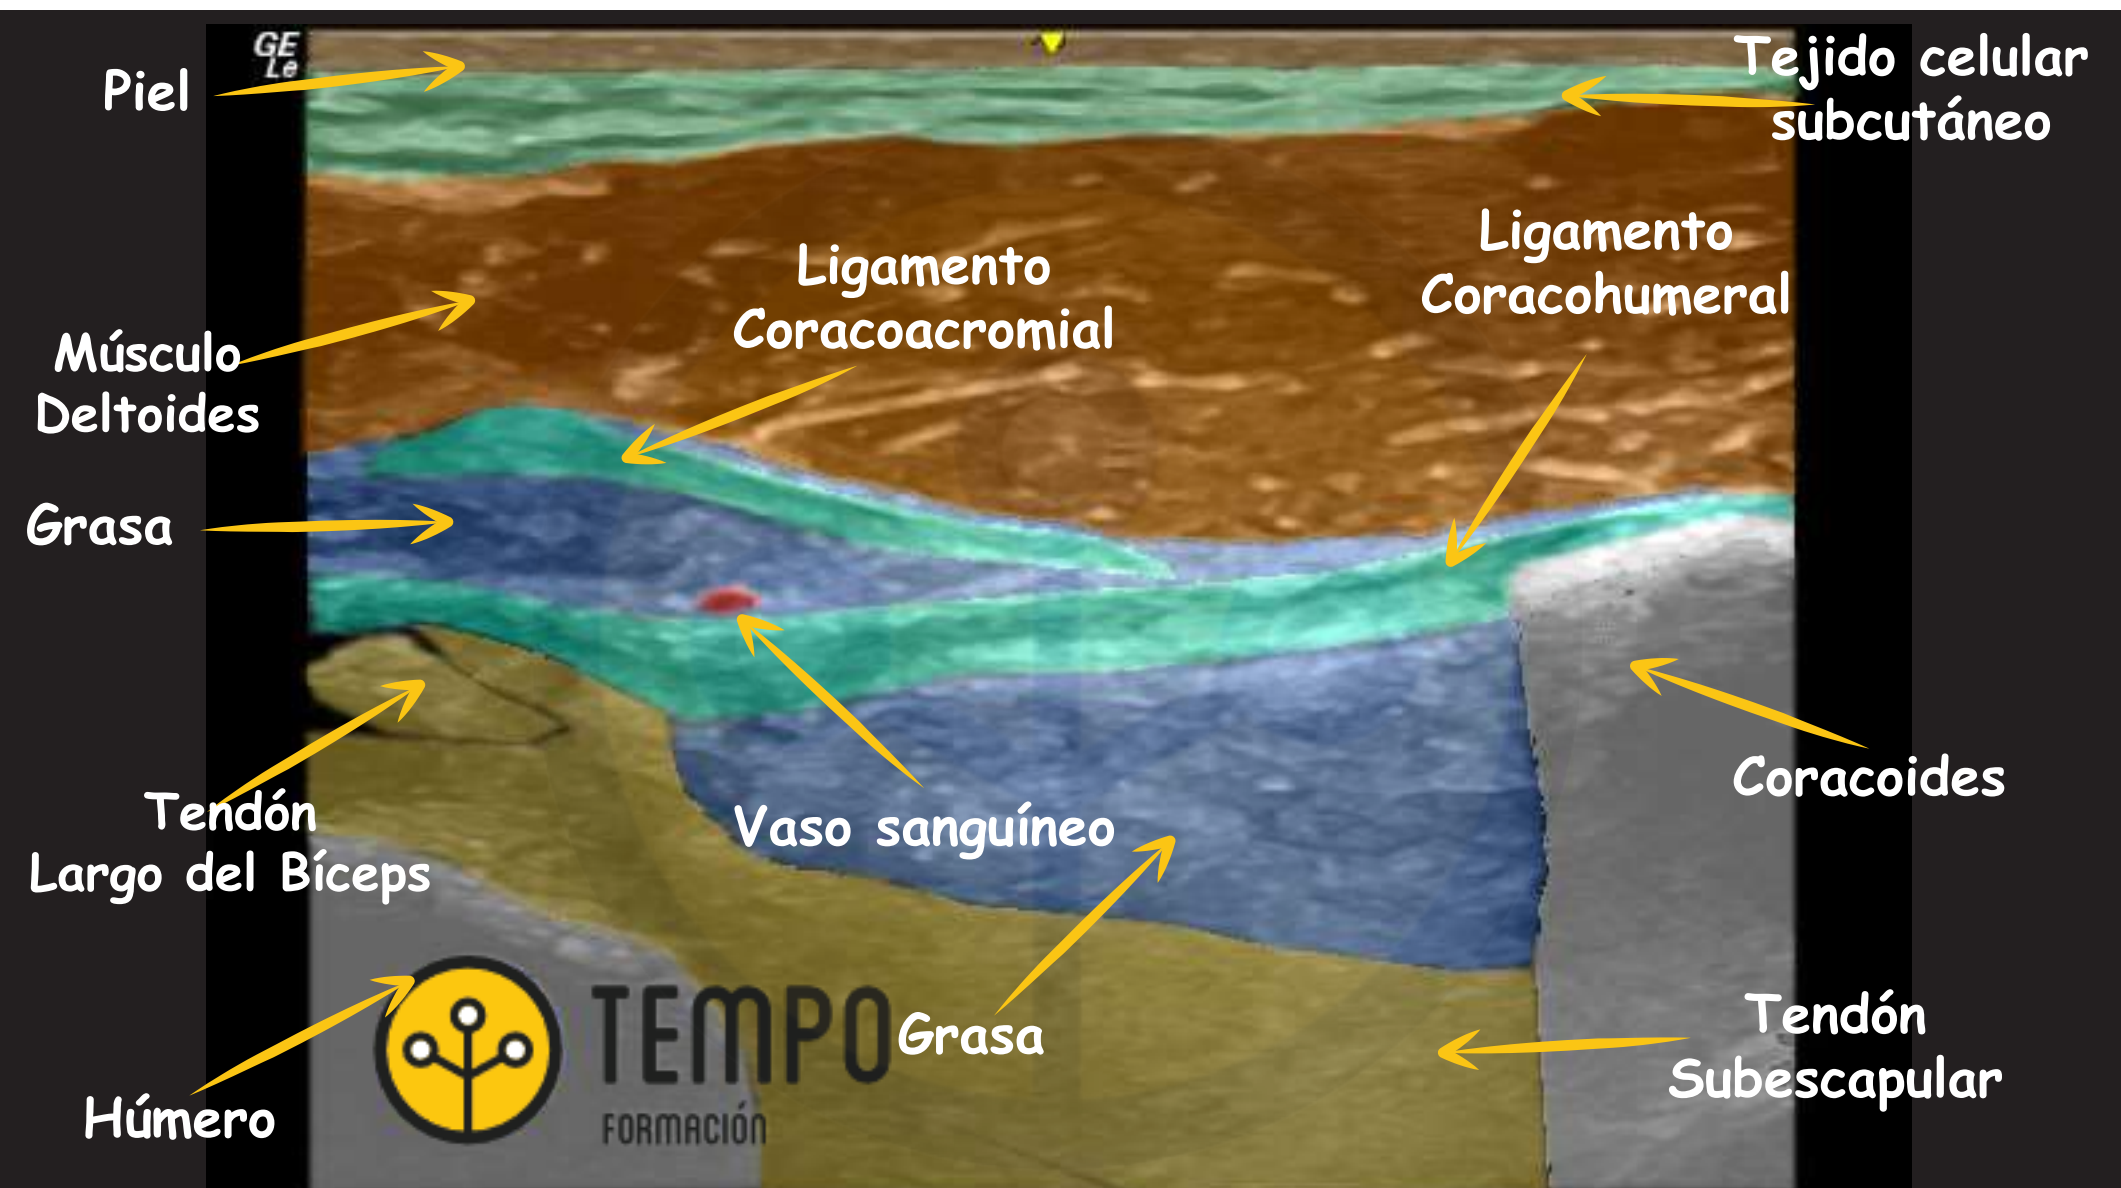 GE
Le
Piel
Tejido celular
subcutáneo
Ligamento
Coracoacromial
Ligamento
Coracohumeral
Músculo
Deltoides
Grasa
Coracoides
Tendón
Largo del Bíceps
Vaso sanguíneo
Grasa
Tendón
Subescapular
Húmero
TEMPO
FORMACIÓN